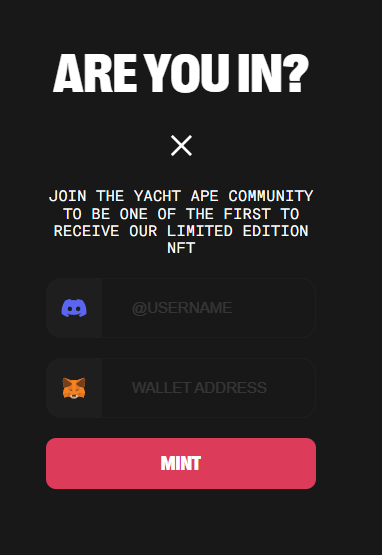 ARE YOU IN?
JOIN THE YACHT APE COMMUNITY
TO BE ONE OF THE FIRST TO
RECEIVE OUR LIMITED EDITION
NFT
@USERNAME
WALLET ADDRESS
MINT